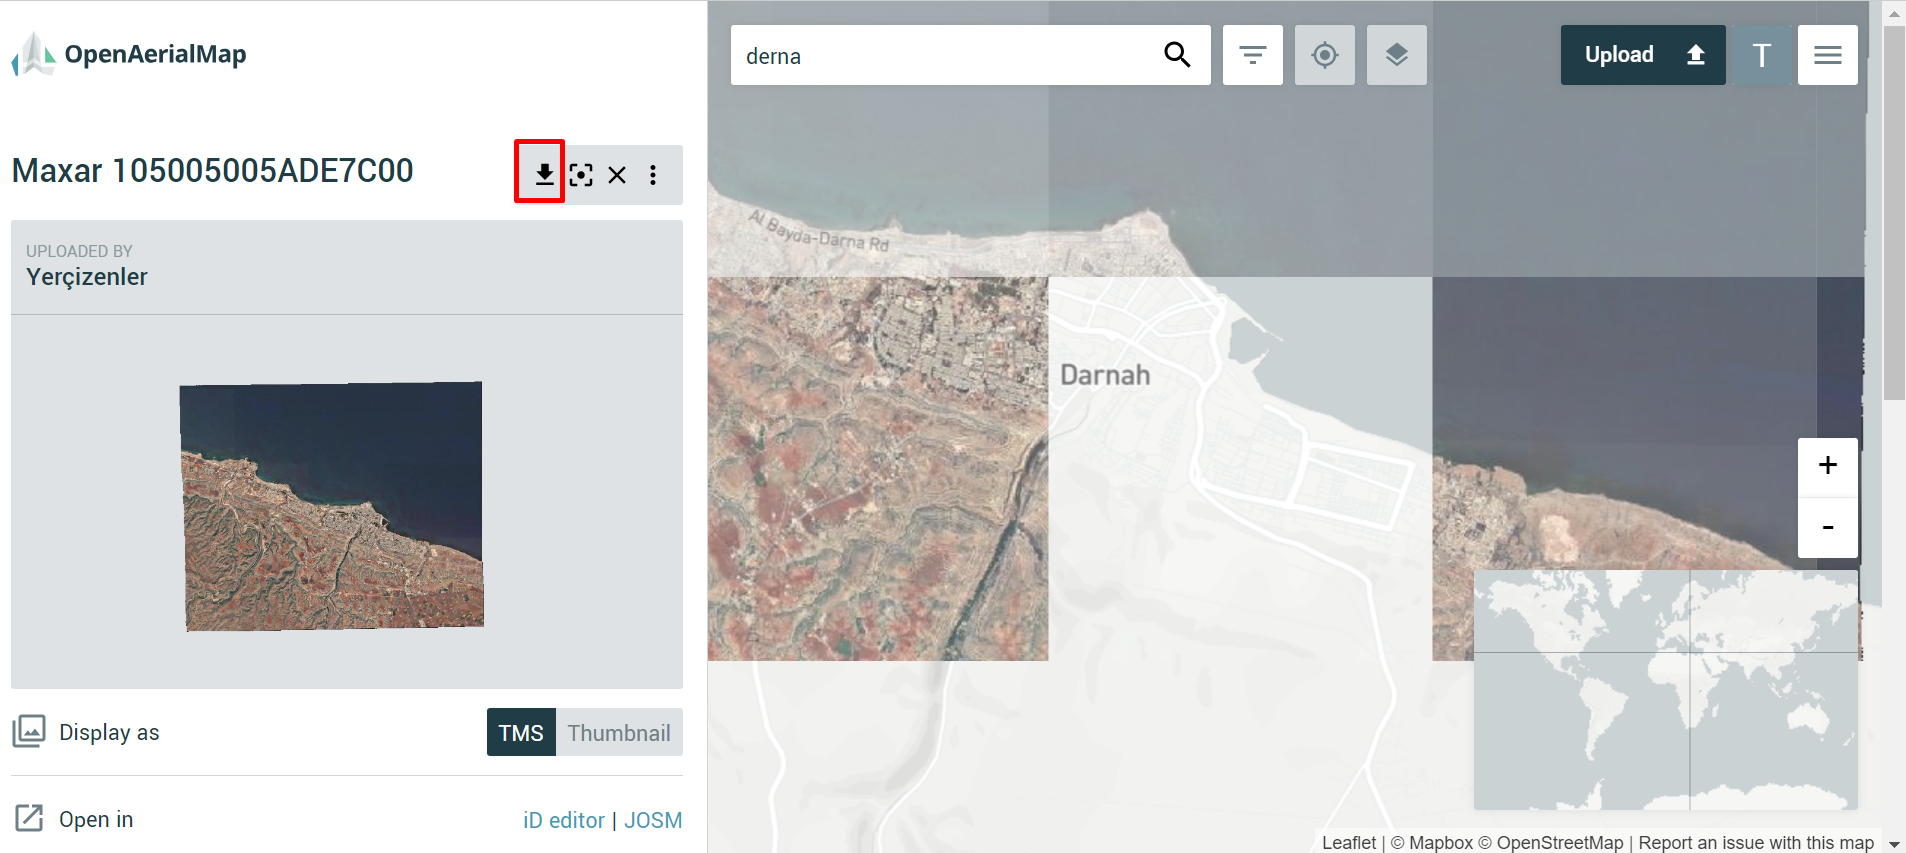 OpenAerialMap
derna
Upload
T
Maxar 105005005ADE7C00
UPLOADED BY
Yerçizenler
Al Bayda-Darna Rd
Darnah
+
-
Display as
TMS
Thumbnail
Open in
iD editor | JOSM
Leaflet | © Mapbox © OpenStreetMap | Report an issue with this map